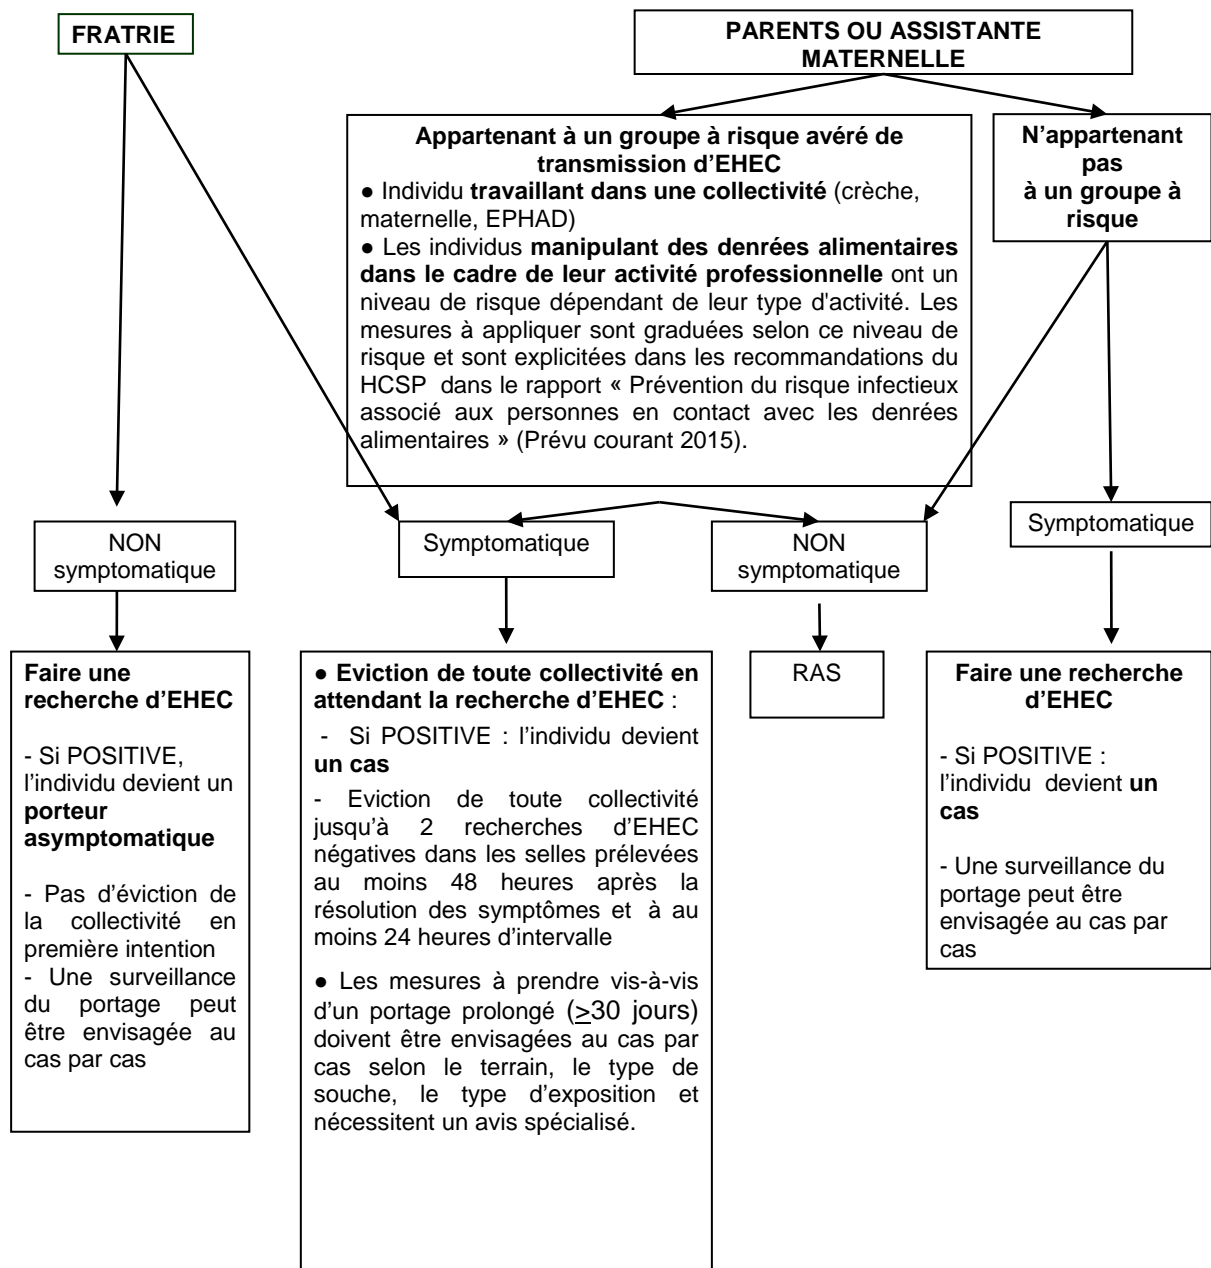 FRATRIE
PARENTS OU ASSISTANTE
MATERNELLE
Appartenant à un groupe à risque avéré de
transmission d'EHEC
● Individu travaillant dans une collectivité (crèche,
maternelle, EPHAD)
● Les individus manipulant des denrées alimentaires
dans le cadre de leur activité professionnelle ont un
niveau de risque dépendant de leur type d'activité. Les
mesures à appliquer sont graduées selon ce niveau de
risque et sont explicitées dans les recommandations du
HCSP dans le rapport « Prévention du risque infectieux
associé aux personnes en contact avec les denrées
alimentaires » (Prévu courant 2015).
N'appartenant
pas
à un groupe à
risque
NON
symptomatique
Symptomatique
NON
symptomatique
Symptomatique
Faire une
recherche d'EHEC
- Si POSITIVE,
l'individu devient un
porteur
asymptomatique
- Pas d'éviction de
la collectivité en
première intention
- Une surveillance
du portage peut
être envisagée au
cas par cas
● Eviction de toute collectivité en
attendant la recherche d'EHEC :
- Si POSITIVE : l'individu devient
un cas
- Eviction de toute collectivité
jusqu'à 2 recherches d'EHEC
négatives dans les selles prélevées
au moins 48 heures après la
résolution des symptômes et à au
moins 24 heures d'intervalle
● Les mesures à prendre vis-à-vis
d'un portage prolongé (>30 jours)
doivent être envisagées au cas par
cas selon le terrain, le type de
souche, le type d'exposition et
nécessitent un avis spécialisé.
RAS
Faire une recherche
d'EHEC
- Si POSITIVE :
l'individu devient un
cas
- Une surveillance du
portage peut être
envisagée au cas par
cas